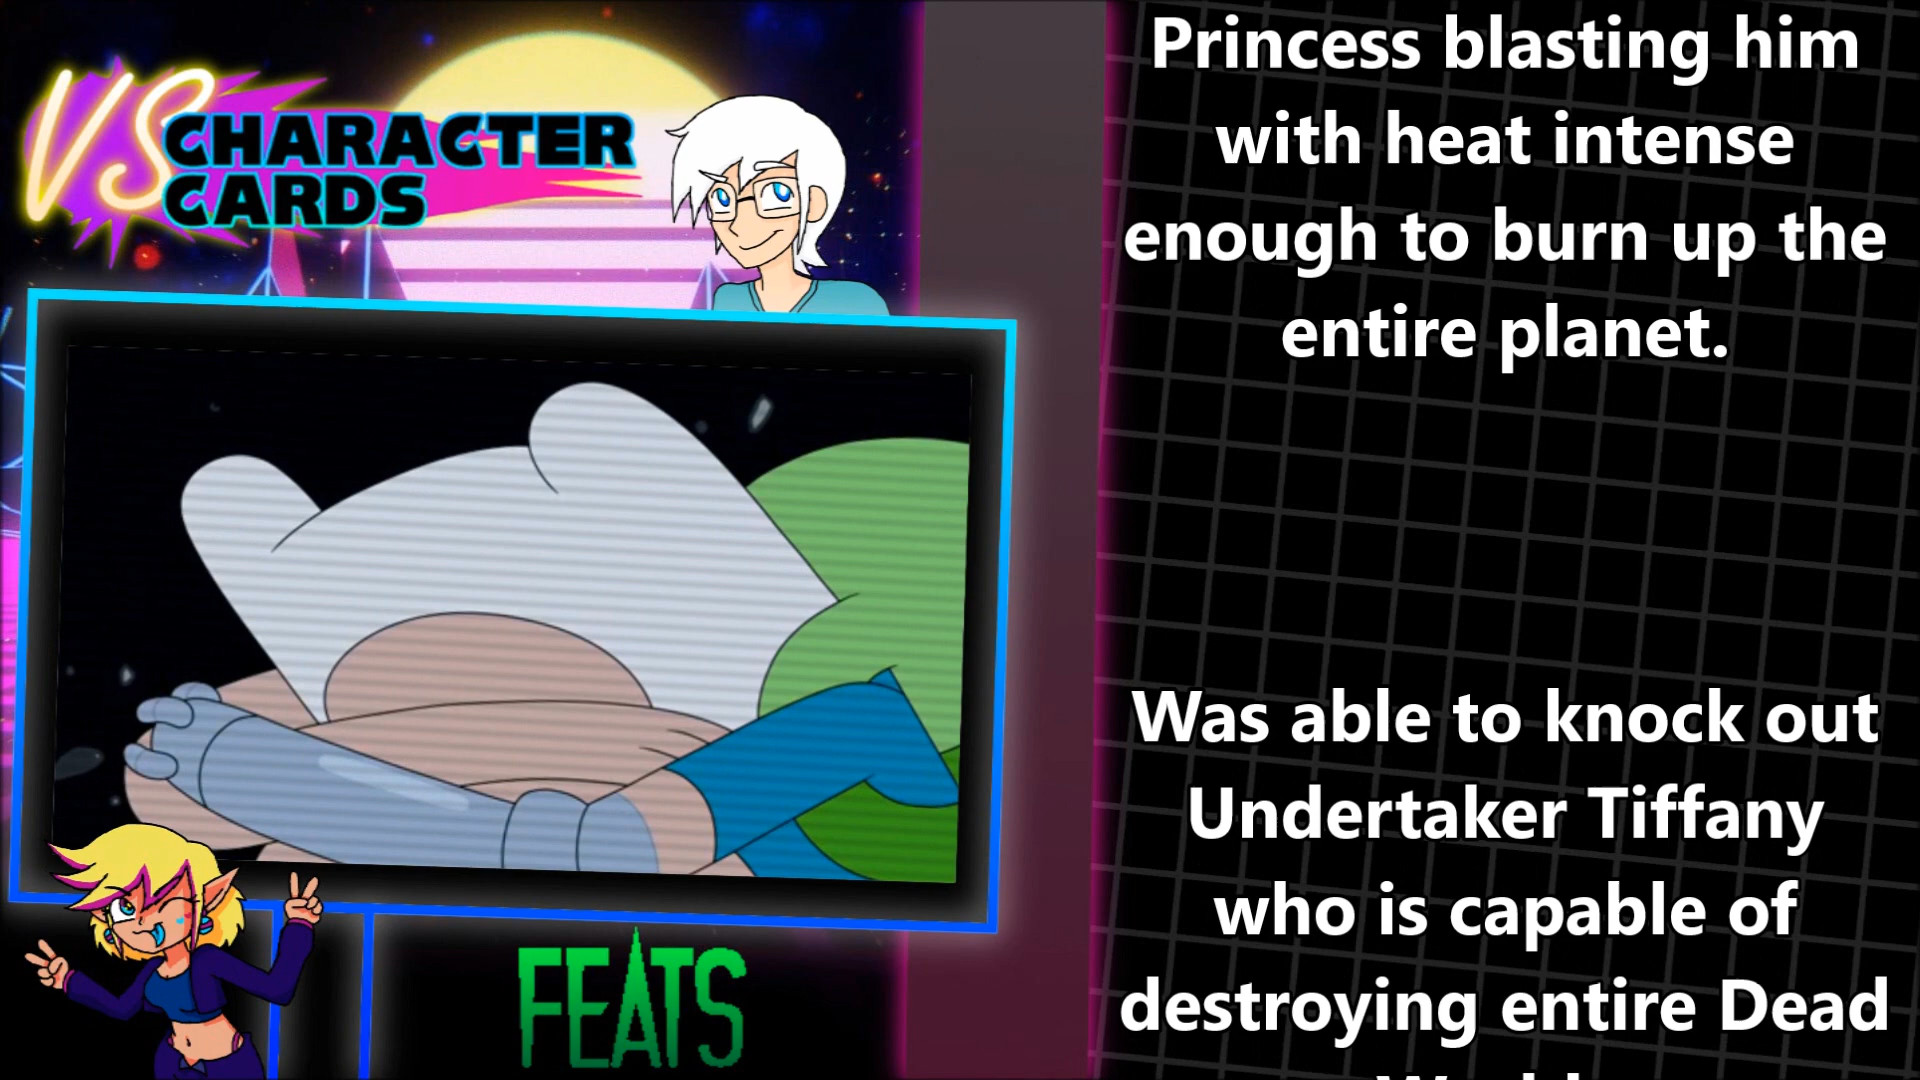 VS CHARACTER
CARDS
Princess blasting him
with heat intense
enough to burn up the
entire planet.
Was able to knock out
Undertaker Tiffany
who is capable of
destroying entire Dead
FEATS